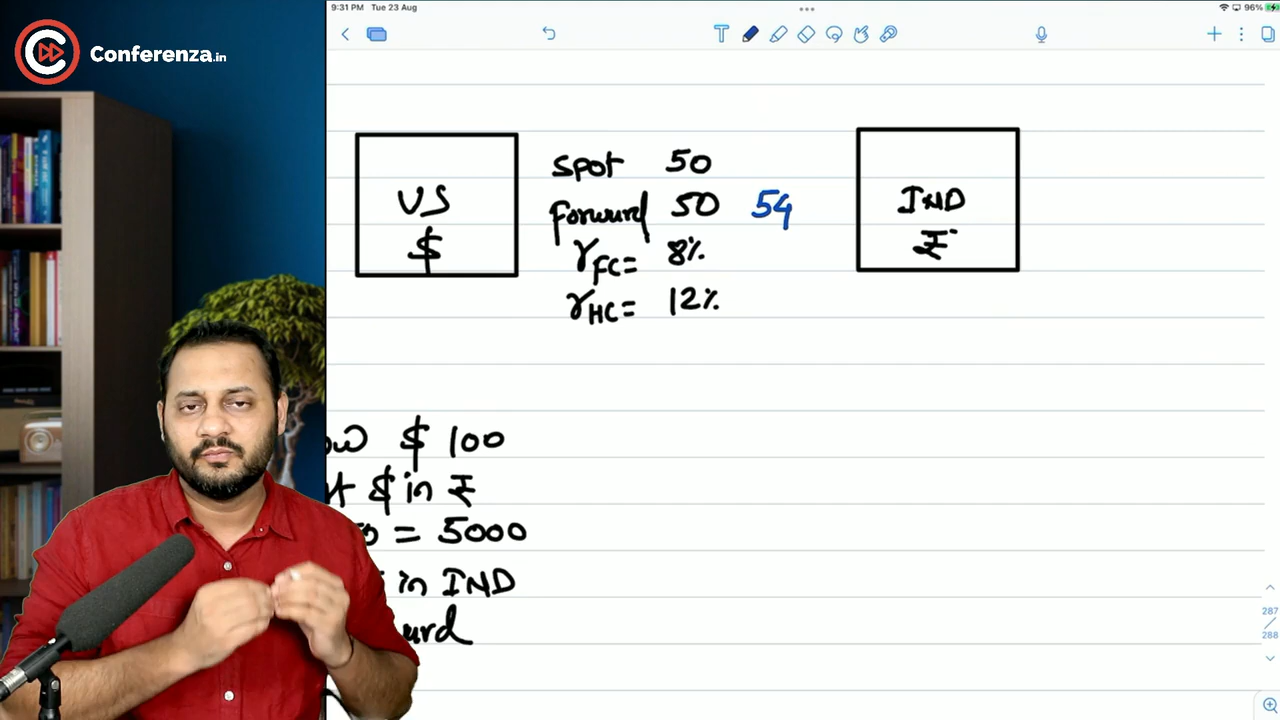 9:31 PM Tue 23 Aug
96%
Conferenza.in
T
US
$
Spot 50
Forward 50 54
rFC = 8%
rHC = 12%
IND
₹
$ 100
$ in ₹
= 5000
in IND
287
288